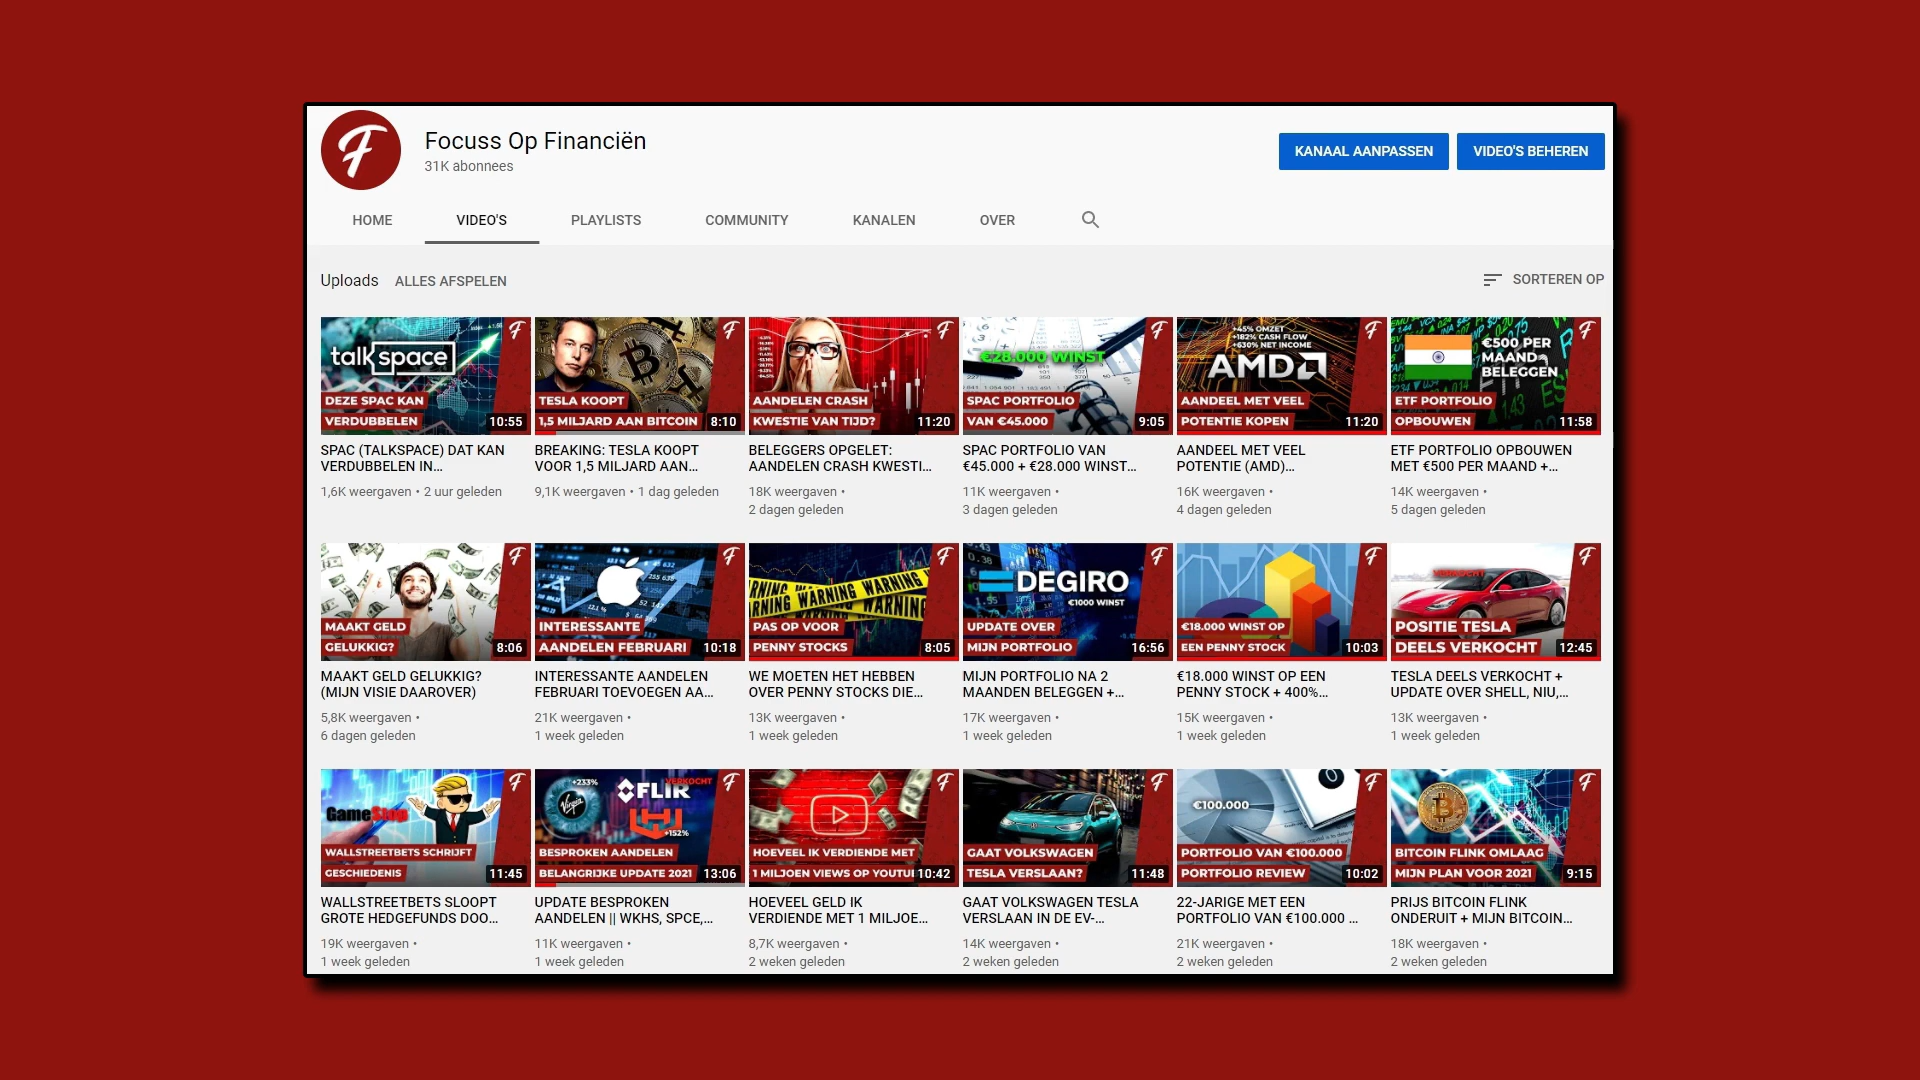 Focuss Op Financiën
31K abonnees
KANAAL AANPASSEN
VIDEO'S BEHEREN
HOME
VIDEO'S
PLAYLISTS
COMMUNITY
KANALEN
OVER
Uploads
ALLES AFSPELEN
SORTEREN OP
talkspace
DEZE SPAC KAN
VERDUBBELEN
10:55
SPAC (TALKSPACE) DAT KAN
VERDUBBELEN IN...
1,6K weergaven • 2 uur geleden
TESLA KOOPT
1,5 MILJARD AAN BITCOIN
8:10
BREAKING: TESLA KOOPT
VOOR 1,5 MILJARD AAN...
9,1K weergaven • 1 dag geleden
AANDELEN CRASH
KWESTIE VAN TIJD?
11:20
BELEGGERS OPGELET:
AANDELEN CRASH KWESTI...
18K weergaven •
2 dagen geleden
€28.000 WINST
SPAC PORTFOLIO
VAN €45.000
9:05
SPAC PORTFOLIO VAN
€45.000 + €28.000 WINST...
11K weergaven •
3 dagen geleden
+45% OMZET
+182% CASH FLOW
+630% NET INCOME
AMD
AANDEEL MET VEEL
POTENTIE KOPEN
11:20
AANDEEL MET VEEL
POTENTIE (AMD)...
16K weergaven •
4 dagen geleden
€500 PER
MAAND
BELEGGEN
ETF PORTFOLIO
OPBOUWEN
11:58
ETF PORTFOLIO OPBOUWEN
MET €500 PER MAAND +...
14K weergaven •
5 dagen geleden
MAAKT GELD
GELUKKIG?
8:06
MAAKT GELD GELUKKIG?
(MIJN VISIE DAAROVER)
5,8K weergaven •
6 dagen geleden
INTERESSANTE
AANDELEN FEBRUARI
10:18
INTERESSANTE AANDELEN
FEBRUARI TOEVOEGEN AA...
21K weergaven •
1 week geleden
WARNING WARNING WARNING
PAS OP VOOR
PENNY STOCKS
8:05
WE MOETEN HET HEBBEN
OVER PENNY STOCKS DIE...
13K weergaven •
1 week geleden
DEGIRO
€1000 WINST
UPDATE OVER
MIJN PORTFOLIO
16:56
MIJN PORTFOLIO NA 2
MAANDEN BELEGGEN +...
17K weergaven •
1 week geleden
€18.000 WINST OP
EEN PENNY STOCK
10:03
€18.000 WINST OP EEN
PENNY STOCK + 400%...
15K weergaven •
1 week geleden
VERKOCHT
POSITIE TESLA
DEELS VERKOCHT
12:45
TESLA DEELS VERKOCHT +
UPDATE OVER SHELL, NIU,...
13K weergaven •
1 week geleden
GameStop
WALLSTREETBETS SCHRIJFT
GESCHIEDENIS
11:45
WALLSTREETBETS SLOOPT
GROTE HEDGEFUNDS DOO...
19K weergaven •
1 week geleden
+233%
VERKOCHT
Virgin
FLIR
+152%
BESPROKEN AANDELEN
BELANGRIJKE UPDATE 2021
13:06
UPDATE BESPROKEN
AANDELEN || WKHS, SPCE,...
11K weergaven •
1 week geleden
HOEVEEL IK VERDIENDE MET
1 MILJOEN VIEWS OP YOUTU
10:42
HOEVEEL GELD IK
VERDIENDE MET 1 MILJOE...
8,7K weergaven •
2 weken geleden
GAAT VOLKSWAGEN
TESLA VERSLAAN?
11:48
GAAT VOLKSWAGEN TESLA
VERSLAAN IN DE EV-...
14K weergaven •
2 weken geleden
€100.000
PORTFOLIO VAN €100.000
PORTFOLIO REVIEW
10:02
22-JARIGE MET EEN
PORTFOLIO VAN €100.000 ...
21K weergaven •
2 weken geleden
BITCOIN FLINK OMLAAG
MIJN PLAN VOOR 2021
9:15
PRIJS BITCOIN FLINK
ONDERUIT + MIJN BITCOIN...
18K weergaven •
2 weken geleden